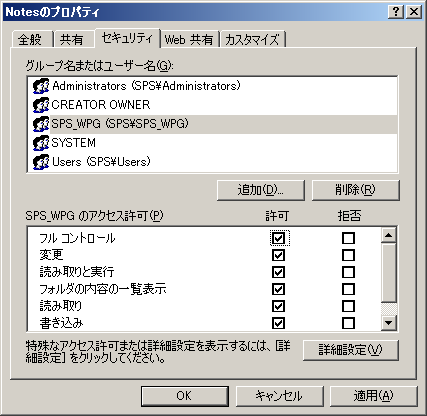 Notesのプロパティ
全般 共有 セキュリティ Web 共有 カスタマイズ
グループ名またはユーザー名(G):
Administrators (SPS¥Administrators)
CREATOR OWNER
SPS_WPG (SPS¥SPS_WPG)
SYSTEM
Users (SPS¥Users)
追加(D)... 削除(R)
SPS_WPG のアクセス許可(P) 許可 拒否
フル コントロール
変更
読み取りと実行
フォルダの内容の一覧表示
読み取り
書き込み
特殊なアクセス許可または詳細設定を表示するには、[詳
細設定] をクリックしてください。
詳細設定(V)
OK キャンセル 適用(A)